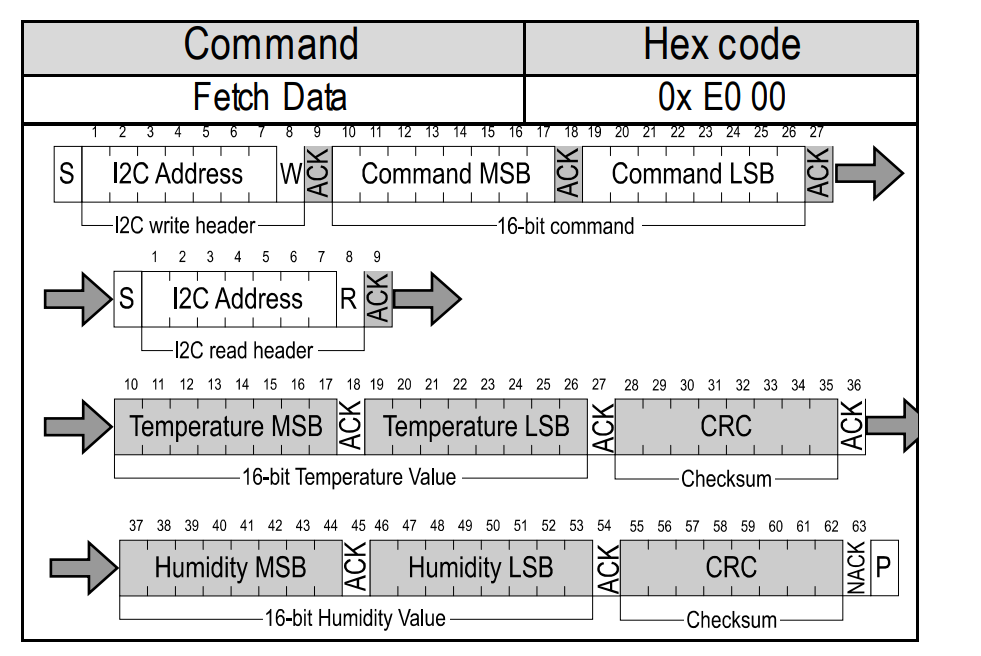 Command Hex code
Fetch Data 0x E0 00
1 2 3 4 5 6 7 8 9 10 11 12 13 14 15 16 17 18 19 20 21 22 23 24 25 26 27
S I2C Address W ACK Command MSB ACK Command LSB ACK
I2C write header 16-bit command
1 2 3 4 5 6 7 8 9
S I2C Address R ACK
I2C read header
10 11 12 13 14 15 16 17 18 19 20 21 22 23 24 25 26 27 28 29 30 31 32 33 34 35 36
Temperature MSB ACK Temperature LSB ACK CRC ACK
16-bit Temperature Value Checksum
37 38 39 40 41 42 43 44 45 46 47 48 49 50 51 52 53 54 55 56 57 58 59 60 61 62 63
Humidity MSB ACK Humidity LSB ACK CRC NACK P
16-bit Humidity Value Checksum